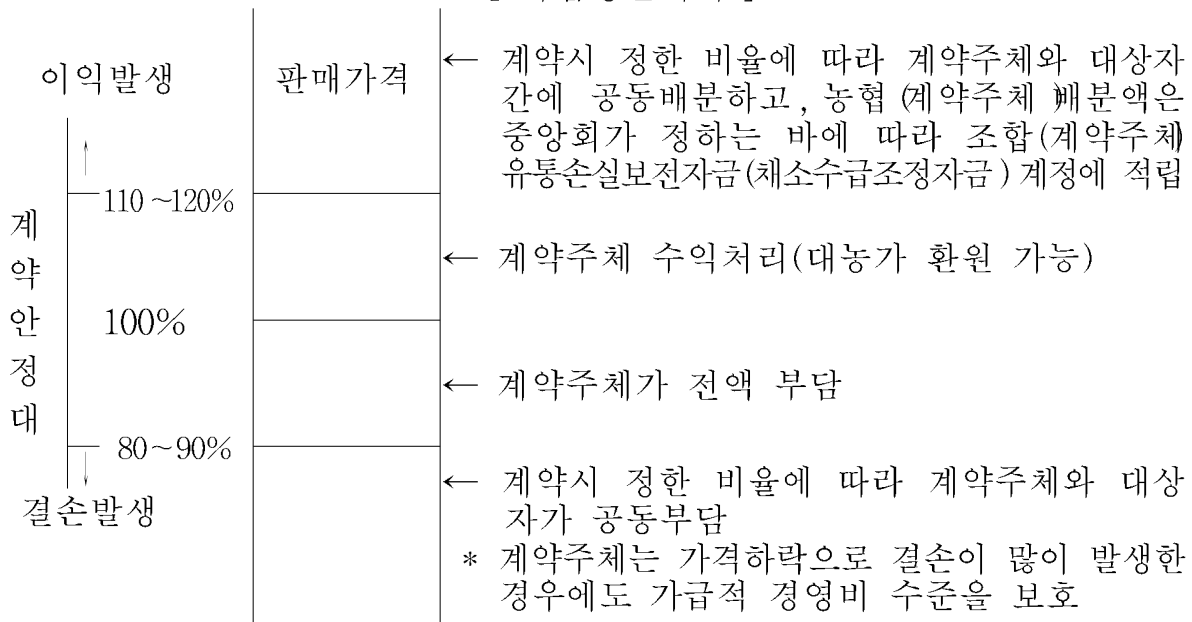 이익발생
판매가격
← 계약시 정한 비율에 따라 계약주체와 대상자
간에 공동배분하고, 농협(계약주체)배분액은
중앙회가 정하는 바에 따라 조합(계약주체)
유통손실보전자금(채소수급조정자금)계정에 적립
↑
110~120%
← 계약주체 수익처리(대농가 환원 가능)
계약안정대
100%
← 계약주체가 전액 부담
80~90%
↓
결손발생
← 계약시 정한 비율에 따라 계약주체와 대상
자가 공동부담
* 계약주체는 가격하락으로 결손이 많이 발생한
경우에도 가급적 경영비 수준을 보호